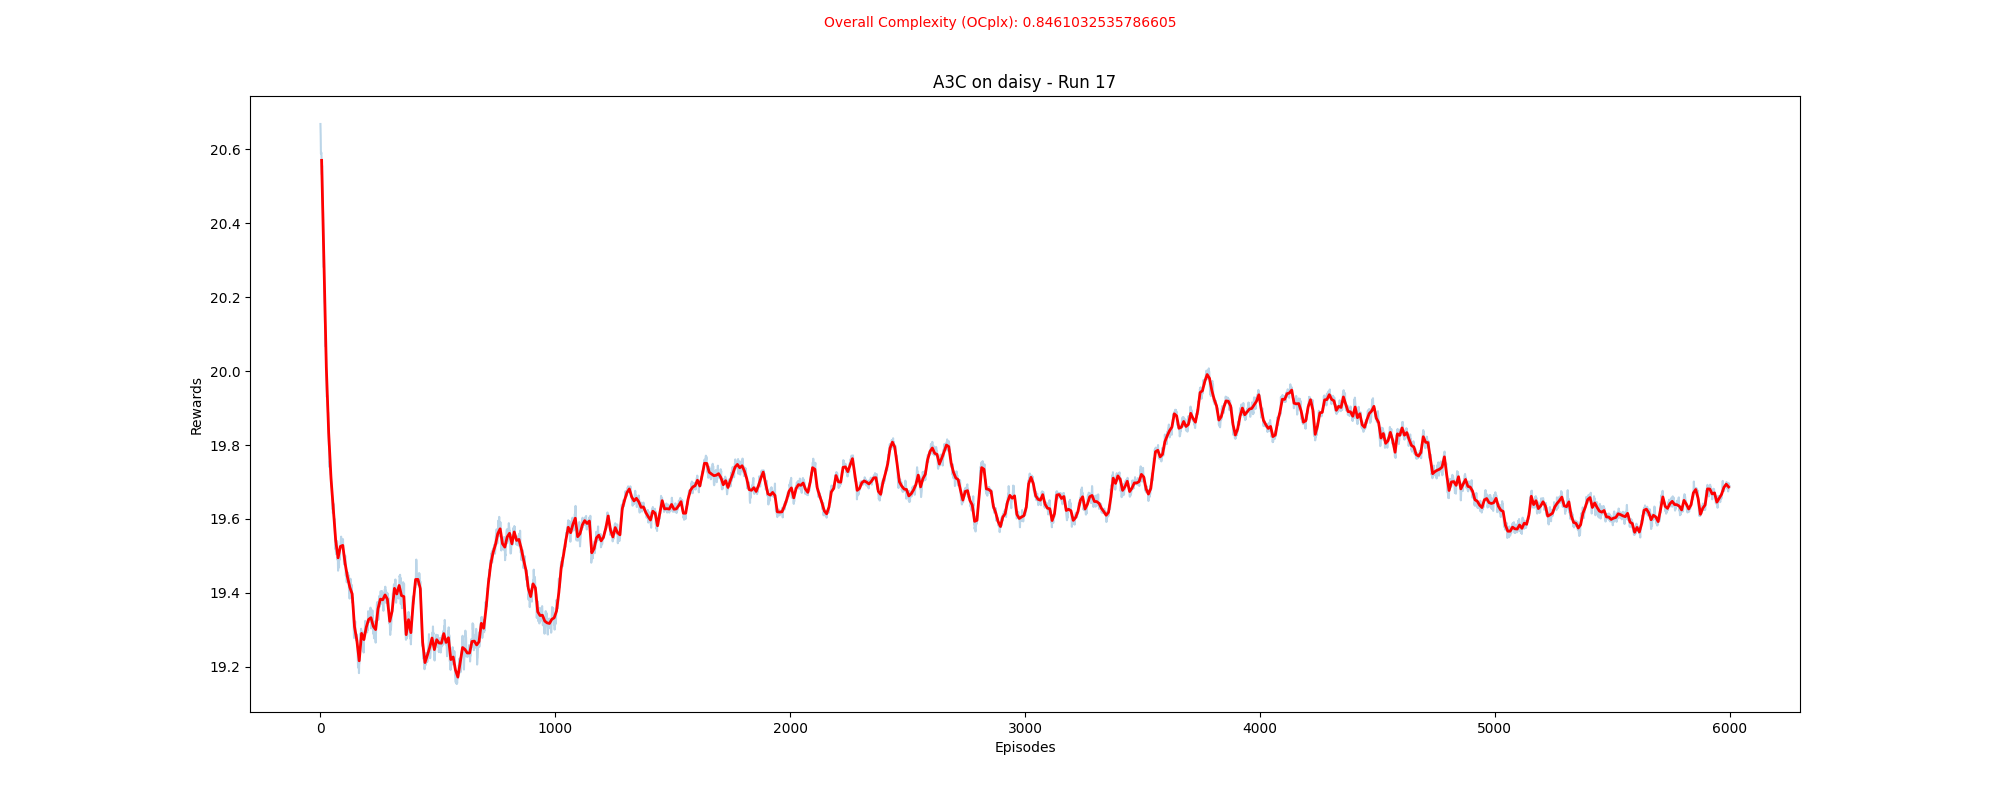 Overall Complexity (OCplx): 0.8461032535786605
A3C on daisy - Run 17
20.6
20.4
20.2
20.0
19.8
19.6
19.4
19.2
Rewards
0 1000 2000 3000 4000 5000 6000
Episodes